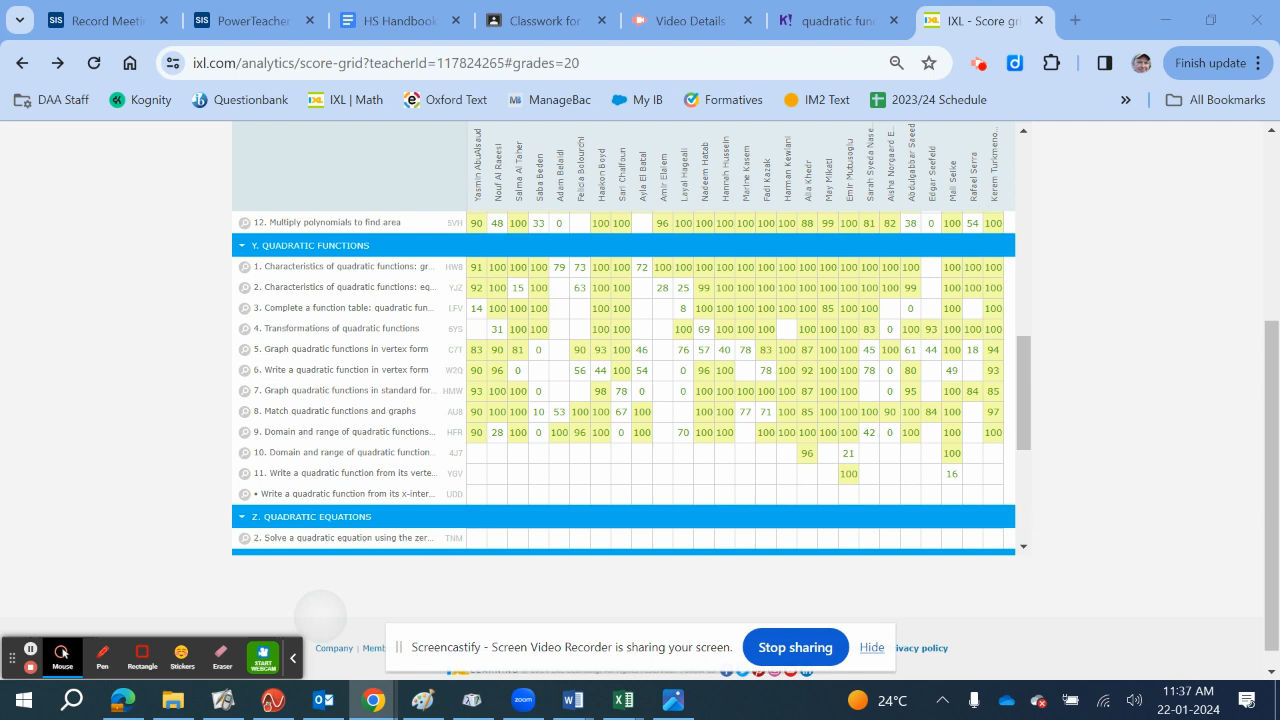 Record Meeti
PowerTeacher
HS Handbook
Classwork for
Video Details
quadratic fun
IXL - Score gri
ixl.com/analytics/score-grid?teacherId=117824265#grades=20
Finish update
DAA Staff
Kognity
Questionbank
IXL | Math
Oxford Text
ManageBac
My IB
Formatives
IM2 Text
2023/24 Schedule
All Bookmarks
Yasmin AbuAlsaud
Nouf Al Raeesi
Salma Al Taher
Saba Beden
Adam Belaidi
Felicia Bolourchi
Haakon Boyd
Sari Chalfoun
Ayla El Batal
Amir Elalem
Layal Hageali
Nadeem Hatab
Hannah Hussein
Marthe Kasem
Fadi Kazak
Harman Kewlani
Alia Khedr
May Mikati
Emir Mutusoglu
Sarah Syeda Nase...
Aisha Norgaard E...
Abdulgabbar Saeed
Edgar Seefeld
Mali Selke
Rafael Serra
Kerem Turkmeno...
12. Multiply polynomials to find area 5VH 90 48 100 33 0 100 100 96 100 100 100 100 100 100 88 99 100 81 82 38 0 100 54 100
Y. QUADRATIC FUNCTIONS
1. Characteristics of quadratic functions: gr... HW8 91 100 100 100 79 73 100 100 72 100 100 100 100 100 100 100 100 100 100 100 100 100 100 100 100
2. Characteristics of quadratic functions: eq... YJZ 92 100 15 100 63 100 100 28 25 99 100 100 100 100 100 100 100 100 100 99 100 100 100
3. Complete a function table: quadratic fun... LFV 14 100 100 100 100 100 8 100 100 100 100 100 100 85 100 100 0 100 100
4. Transformations of quadratic functions 6YS 31 100 100 100 100 100 69 100 100 100 100 100 100 83 0 100 93 100 100 100
5. Graph quadratic functions in vertex form C7T 83 90 81 0 90 93 100 46 76 57 40 78 83 100 87 100 100 45 100 61 44 100 18 94
6. Write a quadratic function in vertex form W2Q 90 96 0 56 44 100 54 0 96 100 78 100 92 100 100 78 0 80 49 93
7. Graph quadratic functions in standard for... HMW 93 100 100 0 98 78 0 0 100 100 100 100 100 87 100 100 0 95 100 84 85
8. Match quadratic functions and graphs AU8 90 100 100 10 53 100 100 67 100 100 100 77 71 100 85 100 100 100 90 100 84 100 97
9. Domain and range of quadratic functions... HFR 90 28 100 0 100 96 100 0 100 70 100 100 100 100 100 100 100 42 0 100 100 100
10. Domain and range of quadratic function... 4J7 96 21 100
11. Write a quadratic function from its verte... YGV 100 16
• Write a quadratic function from its x-inter... UDD
Z. QUADRATIC EQUATIONS
2. Solve a quadratic equation using the zer... TNM
Company | Memb
ivacy policy
Screencastify - Screen Video Recorder is sharing your screen.
Stop sharing
Hide
Mouse
Pen
Rectangle
Stickers
Eraser
START WEBCAM
24°C
11:37 AM
22-01-2024